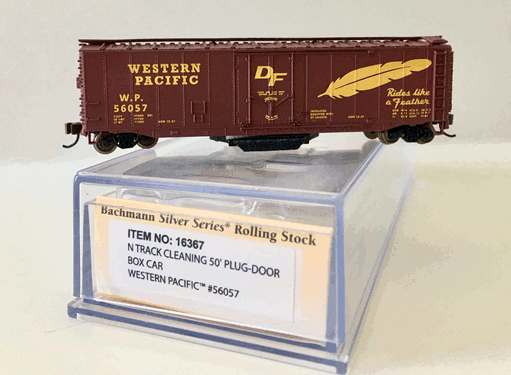 WESTERN
PACIFIC
W.P.
56057
DF
Rides like
a Feather
Bachmann Silver Series® Rolling Stock
ITEM NO: 16367
N TRACK CLEANING 50' PLUG-DOOR
BOX CAR
WESTERN PACIFIC™ #56057